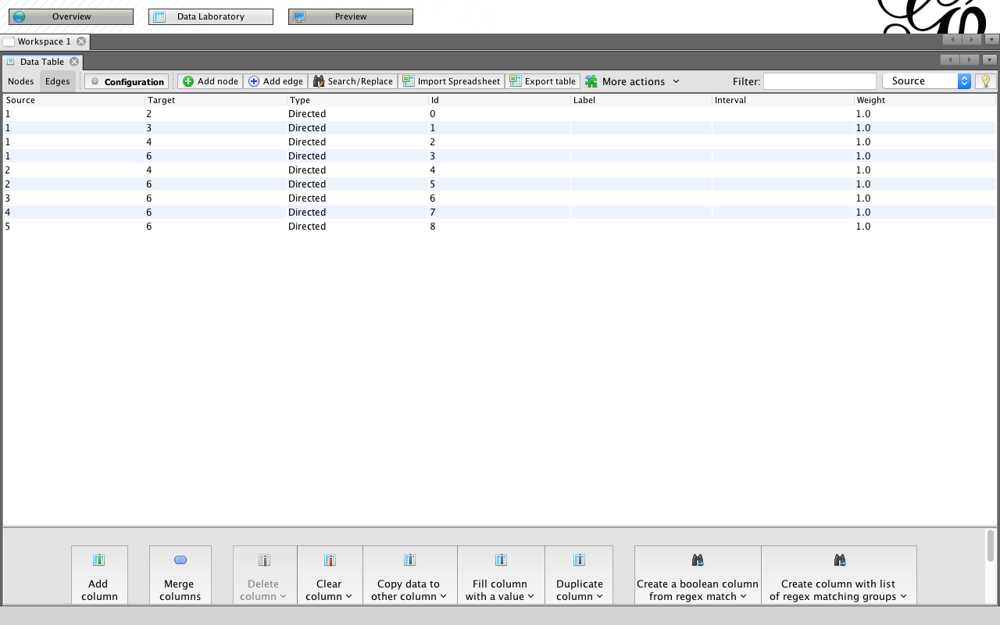 Overview Data Laboratory Preview
Workspace 1
Data Table
Nodes Edges Configuration Add node Add edge Search/Replace Import Spreadsheet Export table More actions Filter: Source
Source Target Type Id Label Interval Weight
1 2 Directed 0 1.0
1 3 Directed 1 1.0
1 4 Directed 2 1.0
1 6 Directed 3 1.0
2 4 Directed 4 1.0
2 6 Directed 5 1.0
3 6 Directed 6 1.0
4 6 Directed 7 1.0
5 6 Directed 8 1.0
Add column
Merge columns
Delete column
Clear column
Copy data to other column
Fill column with a value
Duplicate column
Create a boolean column from regex match
Create column with list of regex matching groups